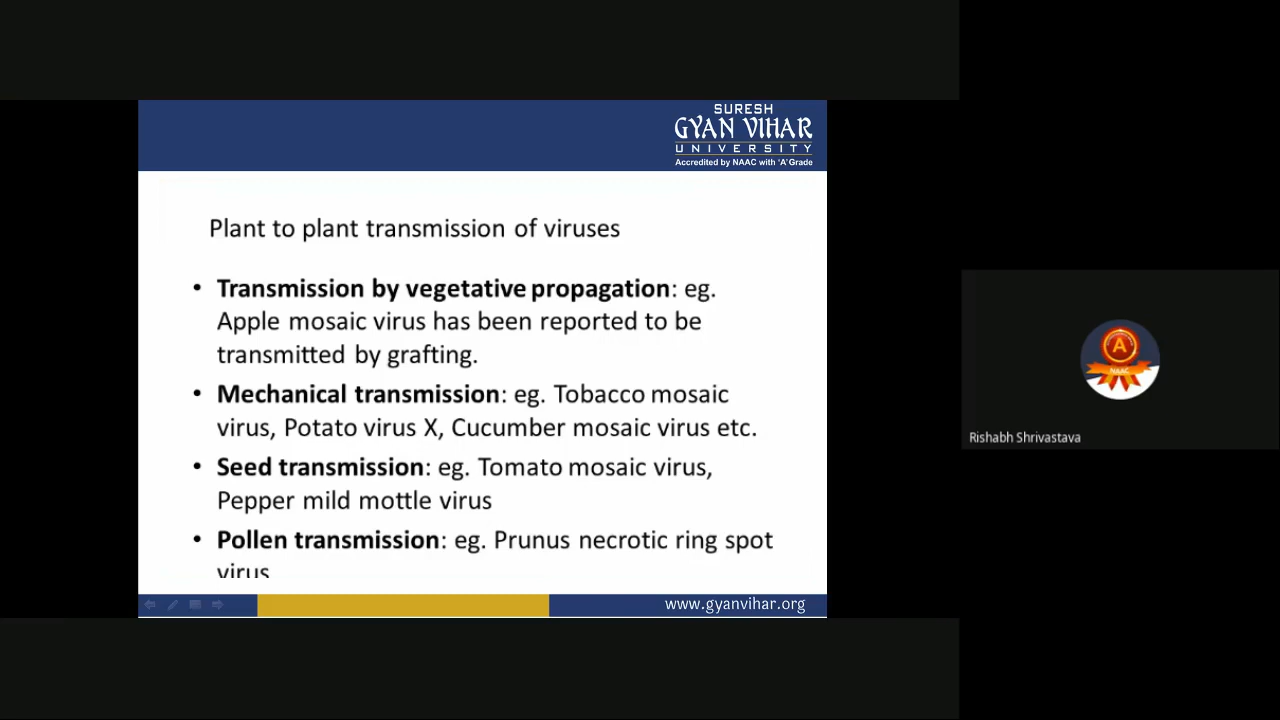 SURESH
GYAN VIHAR
UNIVERSITY
Accredited by NAAC with 'A' Grade
Plant to plant transmission of viruses
• Transmission by vegetative propagation: eg.
Apple mosaic virus has been reported to be
transmitted by grafting.
• Mechanical transmission: eg. Tobacco mosaic
virus, Potato virus X, Cucumber mosaic virus etc.
• Seed transmission: eg. Tomato mosaic virus,
Pepper mild mottle virus
• Pollen transmission: eg. Prunus necrotic ring spot
virus
www.gyanvihar.org
A
NAAC
Rishabh Shrivastava